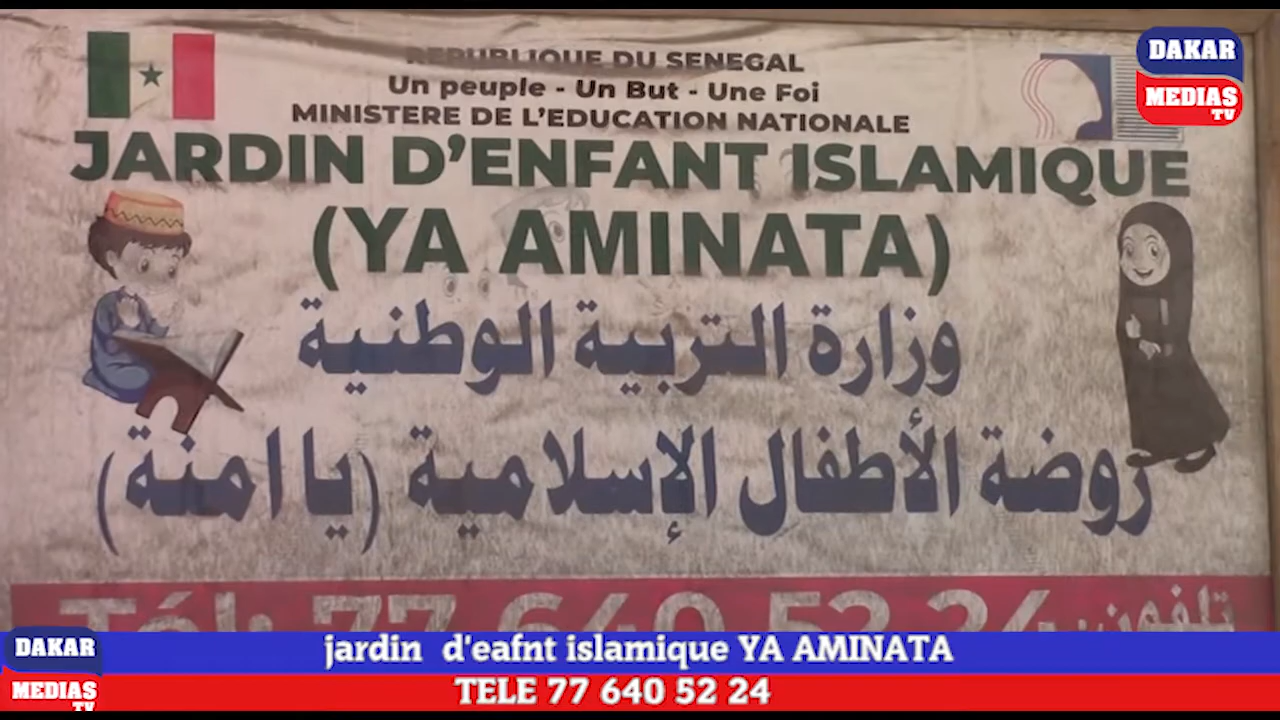 REPUBLIQUE DU SENEGAL
Un peuple - Un But - Une Foi
MINISTERE DE L'EDUCATION NATIONALE
JARDIN D'ENFANT ISLAMIQUE
(YA AMINATA)
وزارة التربية الوطنية
روضة الأطفال الإسلامية (يا امنة)
Tél: 77 640 52 24 تلفون:
DAKAR
MEDIAS
TV
jardin d'eafnt islamique YA AMINATA
TELE 77 640 52 24
DAKAR
MEDIAS
TV